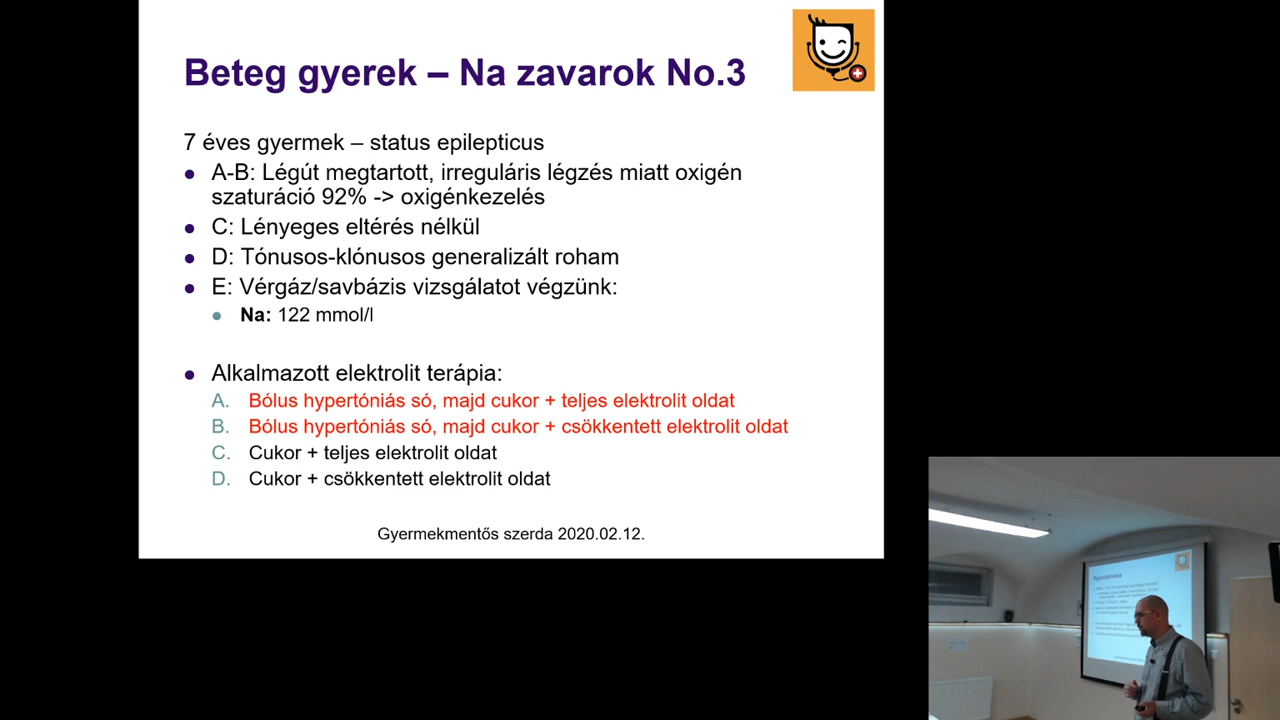 Beteg gyerek – Na zavarok No.3
7 éves gyermek – status epilepticus
A-B: Légút megtartott, irreguláris légzés miatt oxigén
szaturáció 92% -> oxigénkezelés
C: Lényeges eltérés nélkül
D: Tónusos-klónusos generalizált roham
E: Vérgáz/savbázis vizsgálatot végzünk:
Na: 122 mmol/l
Alkalmazott elektrolit terápia:
A. Bólus hypertóniás só, majd cukor + teljes elektrolit oldat
B. Bólus hypertóniás só, majd cukor + csökkentett elektrolit oldat
C. Cukor + teljes elektrolit oldat
D. Cukor + csökkentett elektrolit oldat
Gyermekmentős szerda 2020.02.12.